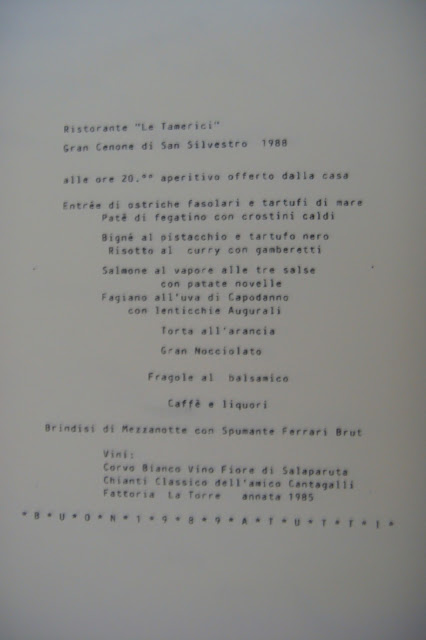 Ristorante "Le Tamerici"
Gran Cenone di San Silvestro 1988
alle ore 20.°° aperitivo offerto dalla casa
Entrêe di ostriche fasolari e tartufi di mare
Patê di fegatino con crostini caldi
Bignê al pistacchio e tartufo nero
Risotto al curry con gamberetti
Salmone al vapore alle tre salse
con patate novelle
Fagiano all'uva di Capodanno
con lenticchie Augurali
Torta all'arancia
Gran Nocciolato
Fragole al balsamico
Caffê e liquori
Brindisi di Mezzanotte con Spumante Ferrari Brut
Vini:
Corvo Bianco Vino Fiore di Salaparuta
Chianti Classico dell'amico Cantagalli
Fattoria La Torre annata 1985
*B*U*O*N*1*9*8*9*A*T*U*T*T*I*